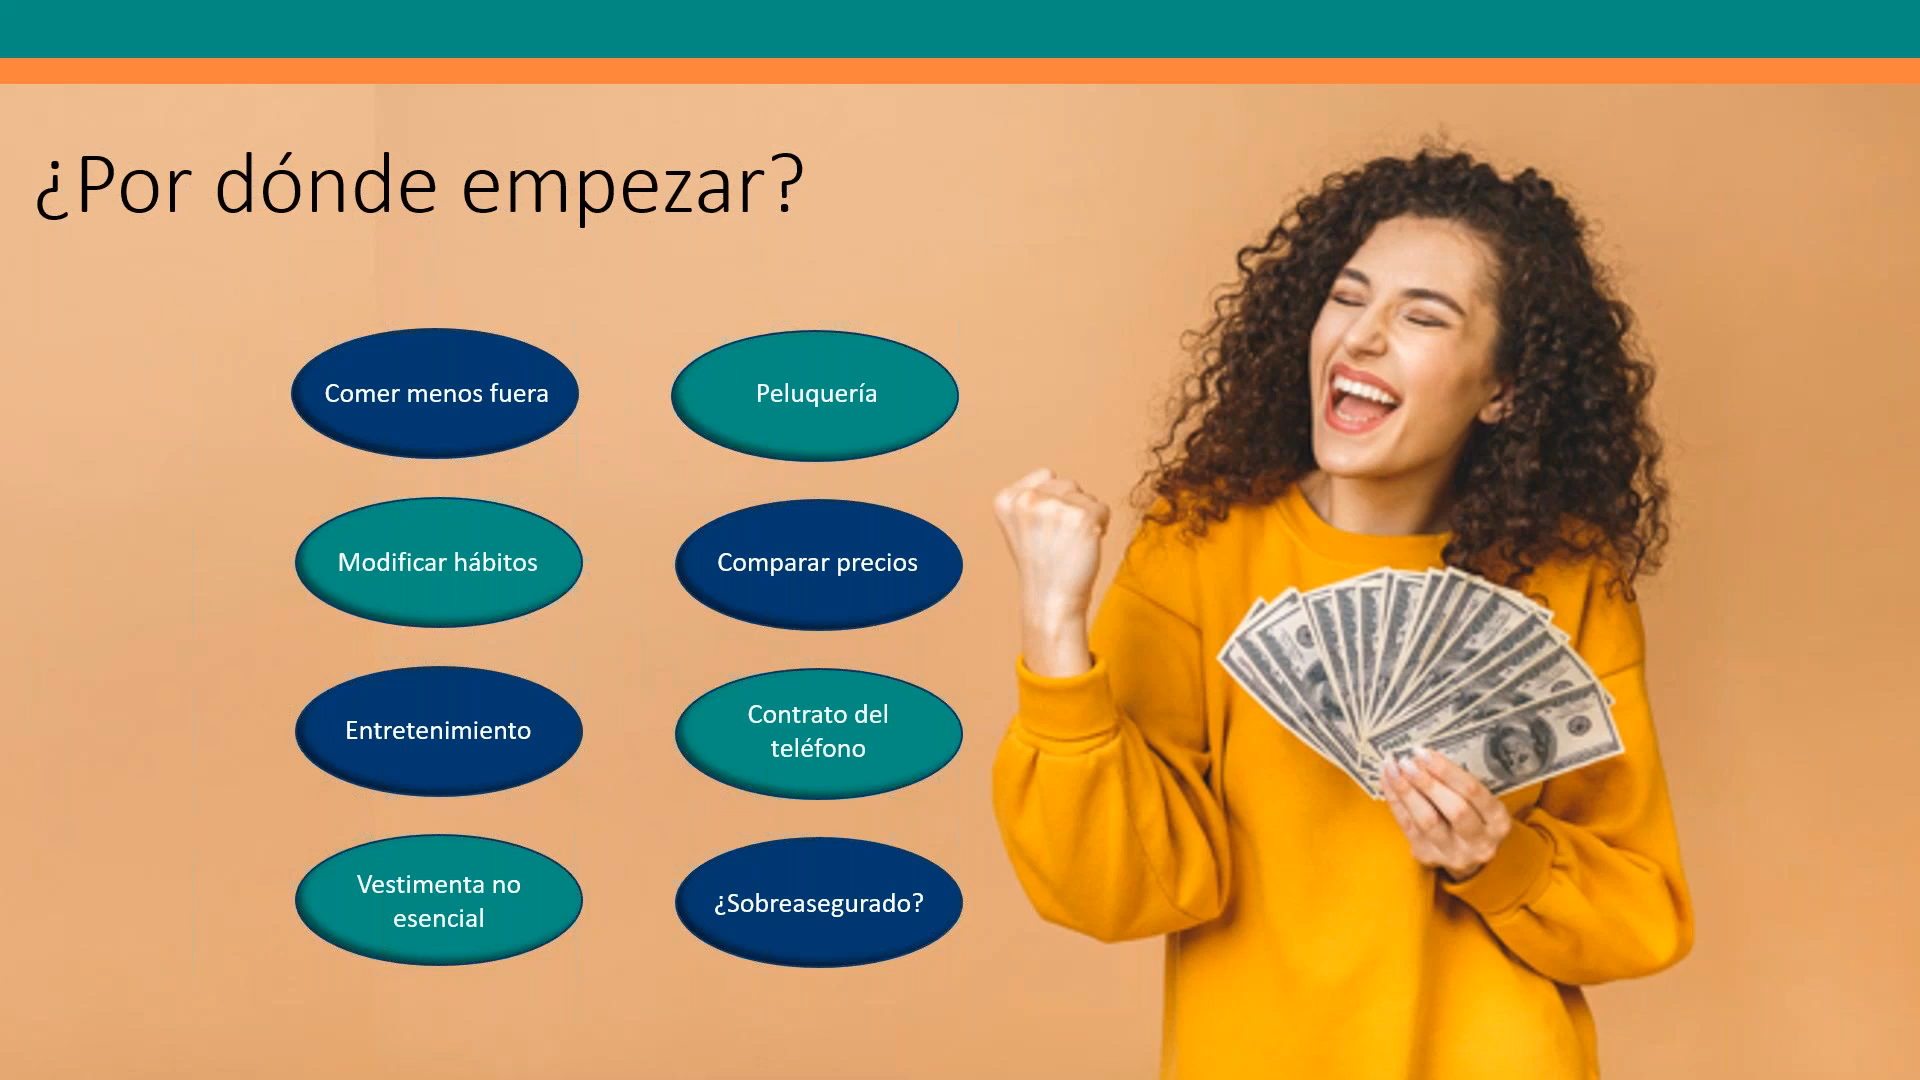 ¿Por dónde empezar?
Comer menos fuera
Peluquería
Modificar hábitos
Comparar precios
Entretenimiento
Contrato del
teléfono
Vestimenta no
esencial
¿Sobreasegurado?